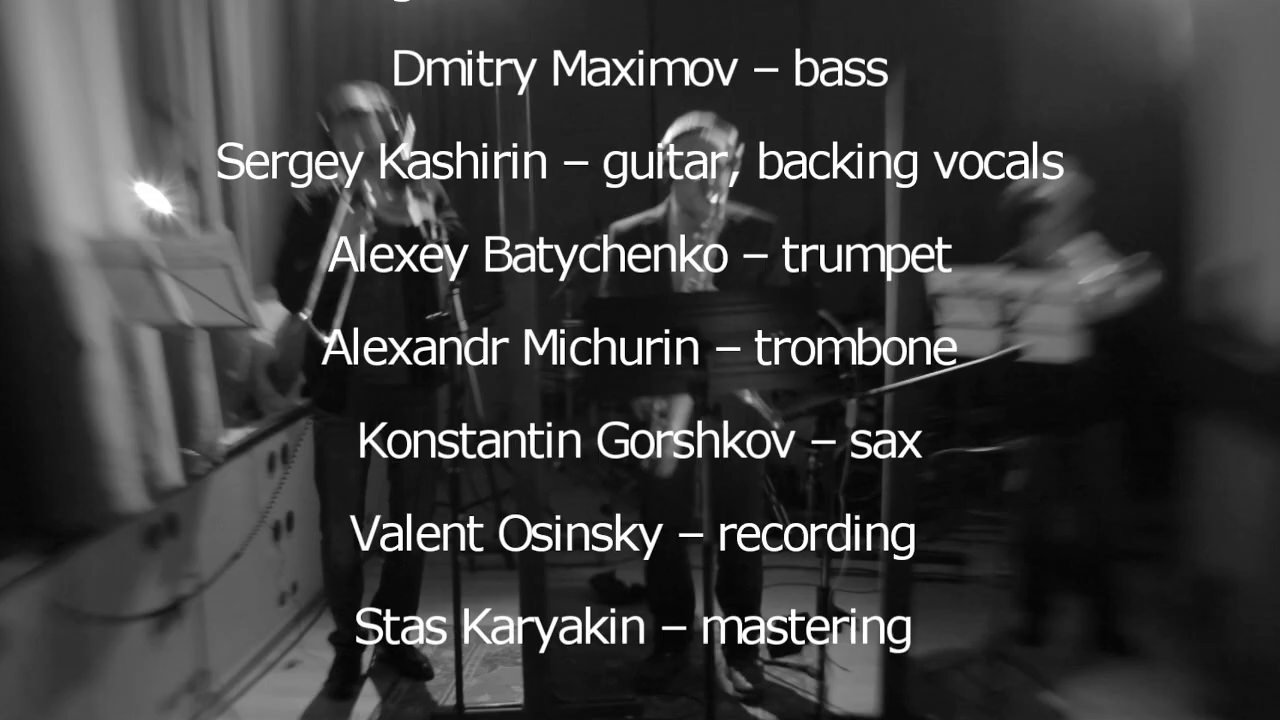 Dmitry Maximov – bass
Sergey Kashirin – guitar, backing vocals
Alexey Batychenko – trumpet
Alexandr Michurin – trombone
Konstantin Gorshkov – sax
Valent Osinsky – recording
Stas Karyakin – mastering